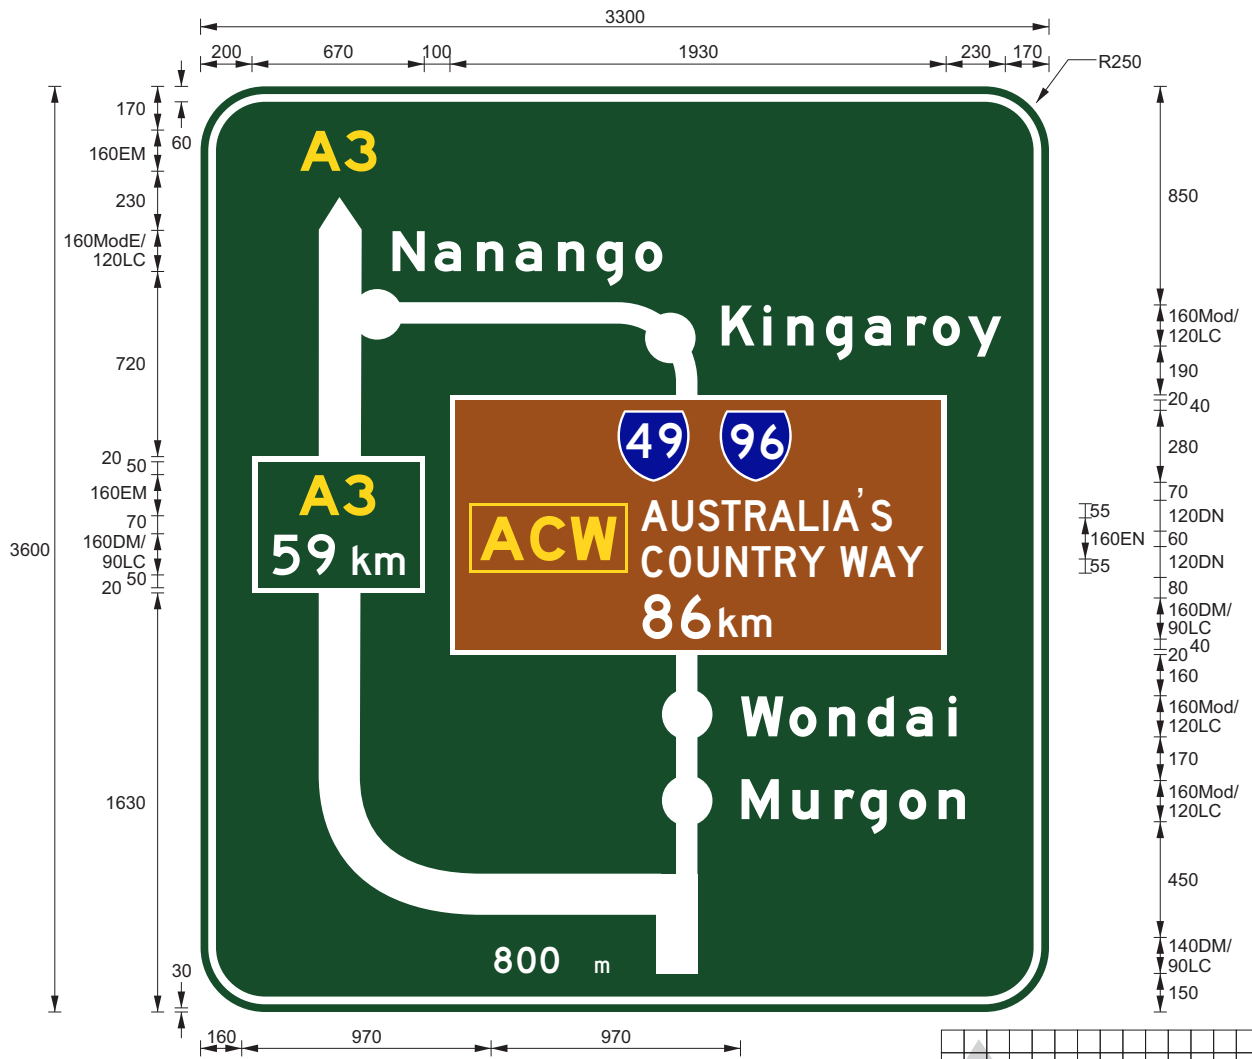 3300
200 670 100 1930 230 170
R250
170
60
160EM
230
160ModE/
120LC
720
20
50
160EM
70
160DM/
90LC
50
20
3600
1630
30
A3
Nanango
Kingaroy
49 96
A3
59 km
ACW
AUSTRALIA'S
COUNTRY WAY
86km
Wondai
Murgon
800 m
850
160Mod/
120LC
190
20
40
280
70
120DN
60
120DN
80
160DM/
90LC
40
20
160
160Mod/
120LC
170
160Mod/
120LC
450
140DM/
90LC
150
55
160EN
55
160 970 970